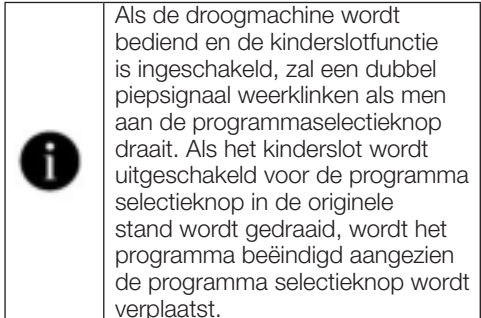 Als de droogmachine wordt
bediend en de kinderslotfunctie
is ingeschakeld, zal een dubbel
piepsignaal weerklinken als men
aan de programmaselectieknop
draait. Als het kinderslot wordt
uitgeschakeld voor de programma
selectieknop in de originele
stand wordt gedraaid, wordt het
programma beëindigd aangezien
de programma selectieknop wordt
verplaatst.